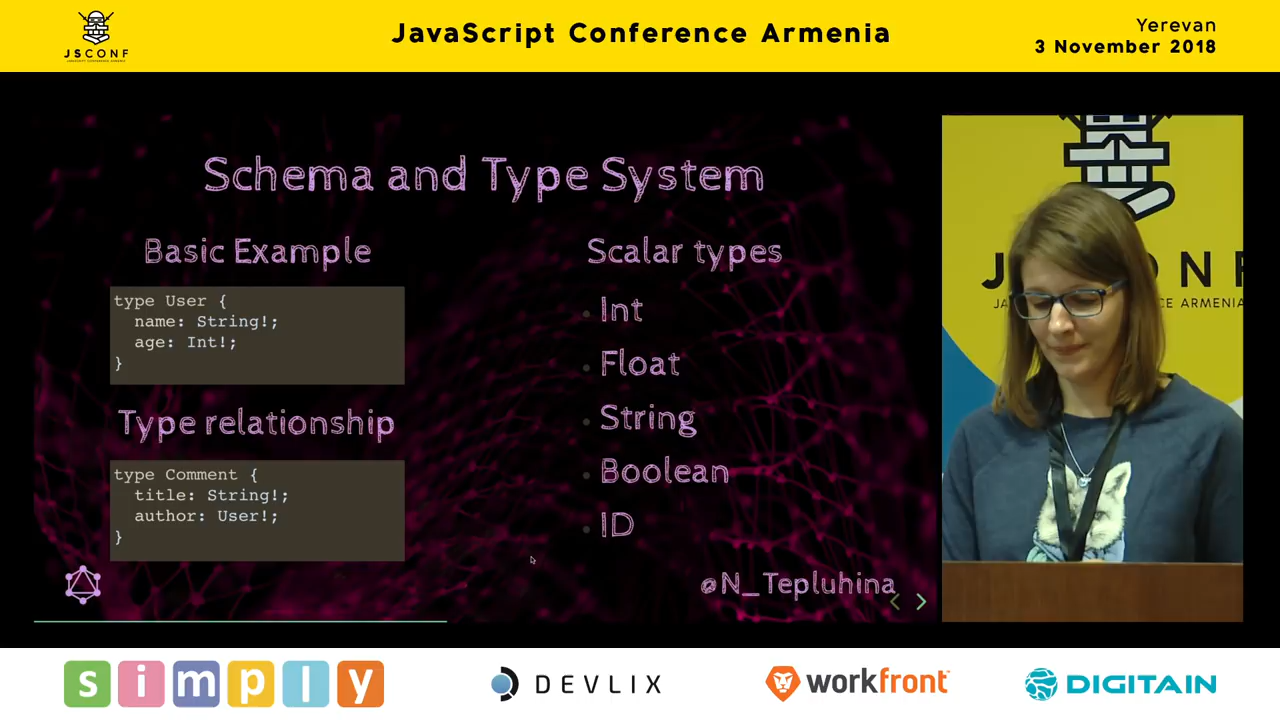 JSCONF
JavaScript Conference Armenia
Yerevan
3 November 2018
Schema and Type System
Basic Example
type User {
name: String!;
age: Int!;
}
Type relationship
type Comment {
title: String!;
author: User!;
}
Scalar types
Int
Float
String
Boolean
ID
@N_Tepluhina
simply
DEVLIX
workfront
DIGITAIN